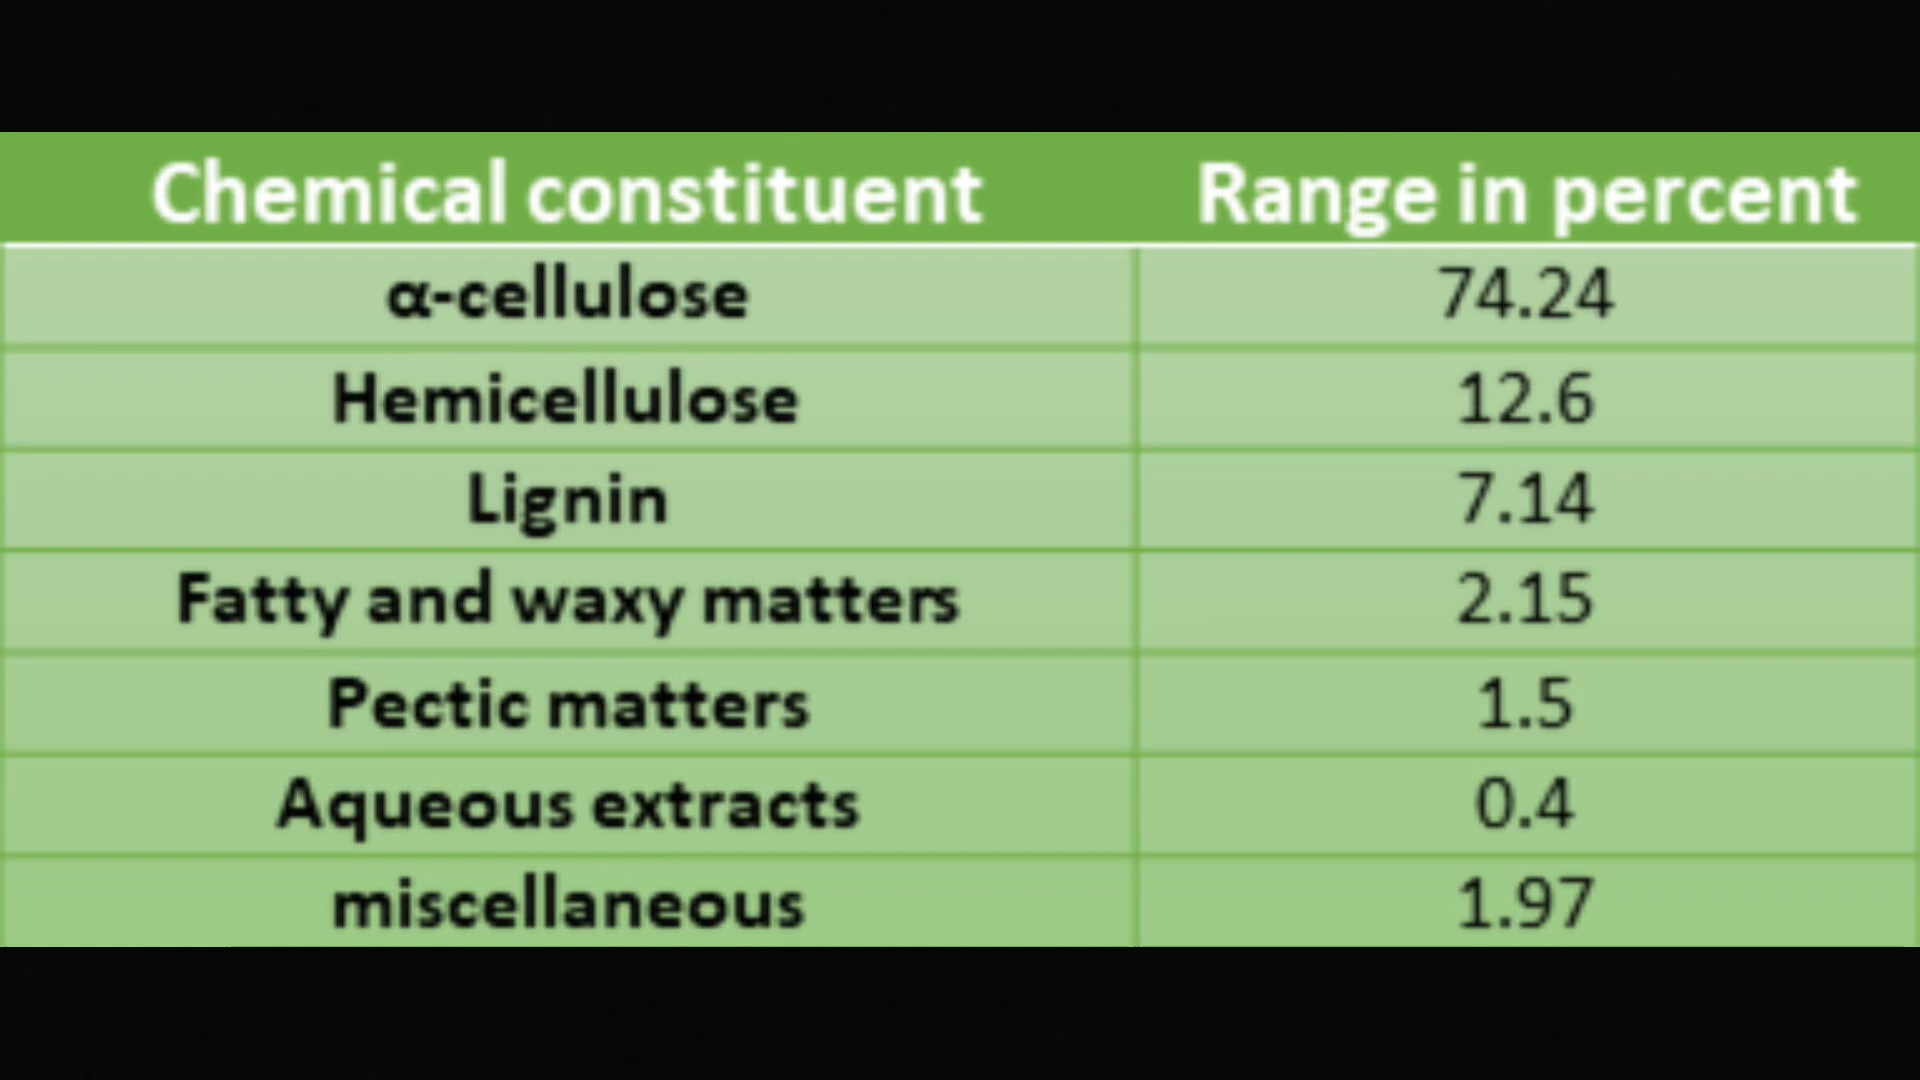 Chemical constituent Range in percent
α-cellulose 74.24
Hemicellulose 12.6
Lignin 7.14
Fatty and waxy matters 2.15
Pectic matters 1.5
Aqueous extracts 0.4
miscellaneous 1.97